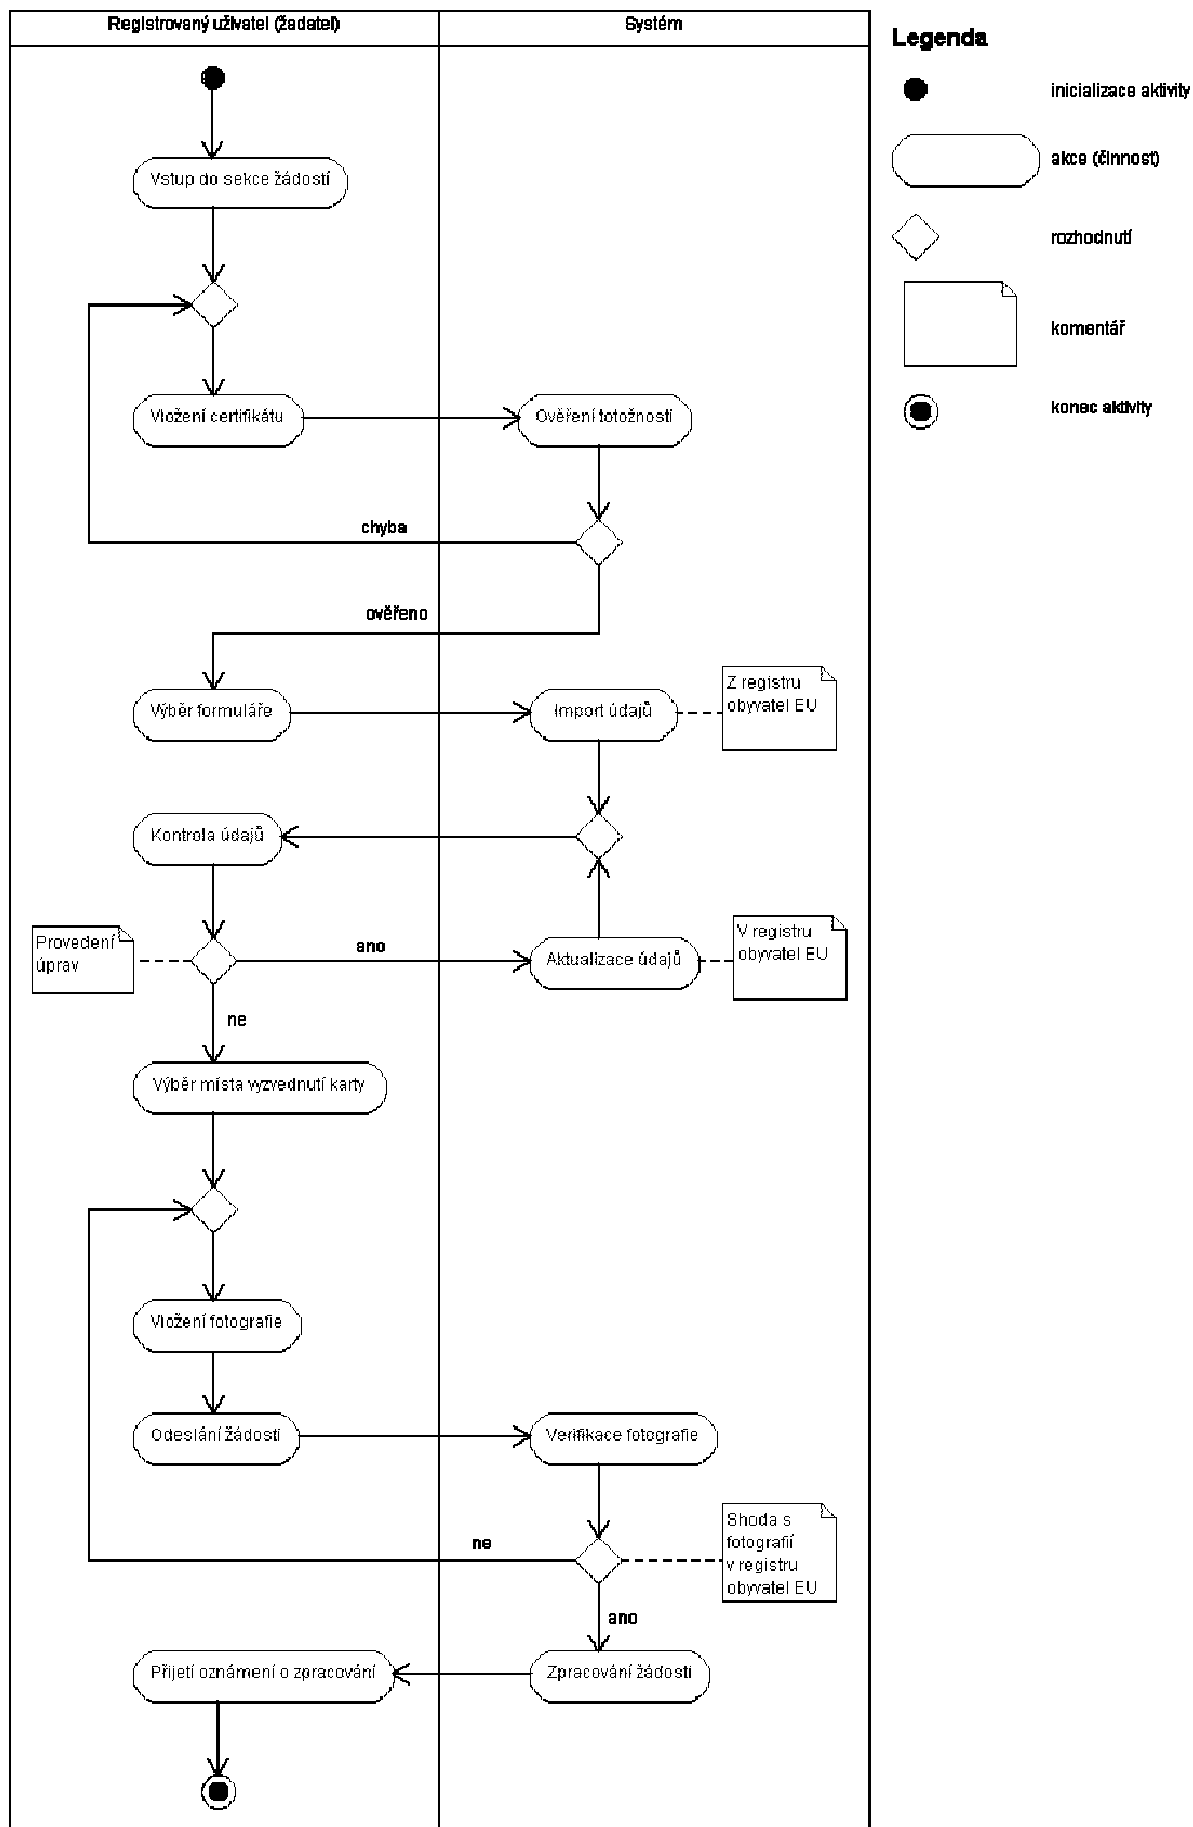 Registrovaný uživatel (žadatel)
Systém
Legenda
inicializace aktivity
Vstup do sekce žádostí
akce (činnost)
rozhodnutí
komentář
Vložení certifikátu
Ověření totožnosti
konec aktivity
chyba
ověřeno
Výběr formuláře
Import údajů
Z registru
obyvatel EU
Kontrola údajů
Provedení
úprav
ano
Aktualizace údajů
V registru
obyvatel EU
ne
Výběr místa vyzvednutí karty
Vložení fotografie
Odeslání žádosti
Verifikace fotografie
ne
Shoda s
fotografií
v registru
obyvatel EU
ano
Přijetí oznámení o zpracování
Zpracování žádosti